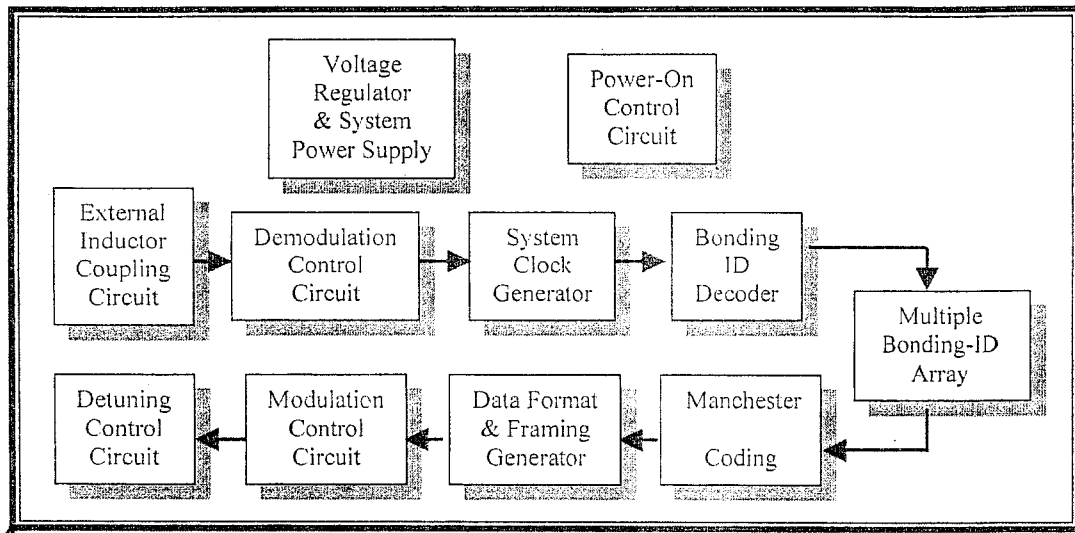 Voltage
Regulator
& System
Power Supply
Power-On
Control
Circuit
External
Inductor
Coupling
Circuit
Demodulation
Control
Circuit
System
Clock
Generator
Bonding
ID
Decoder
Multiple
Bonding-ID
Array
Detuning
Control
Circuit
Modulation
Control
Circuit
Data Format
& Framing
Generator
Manchester
Coding